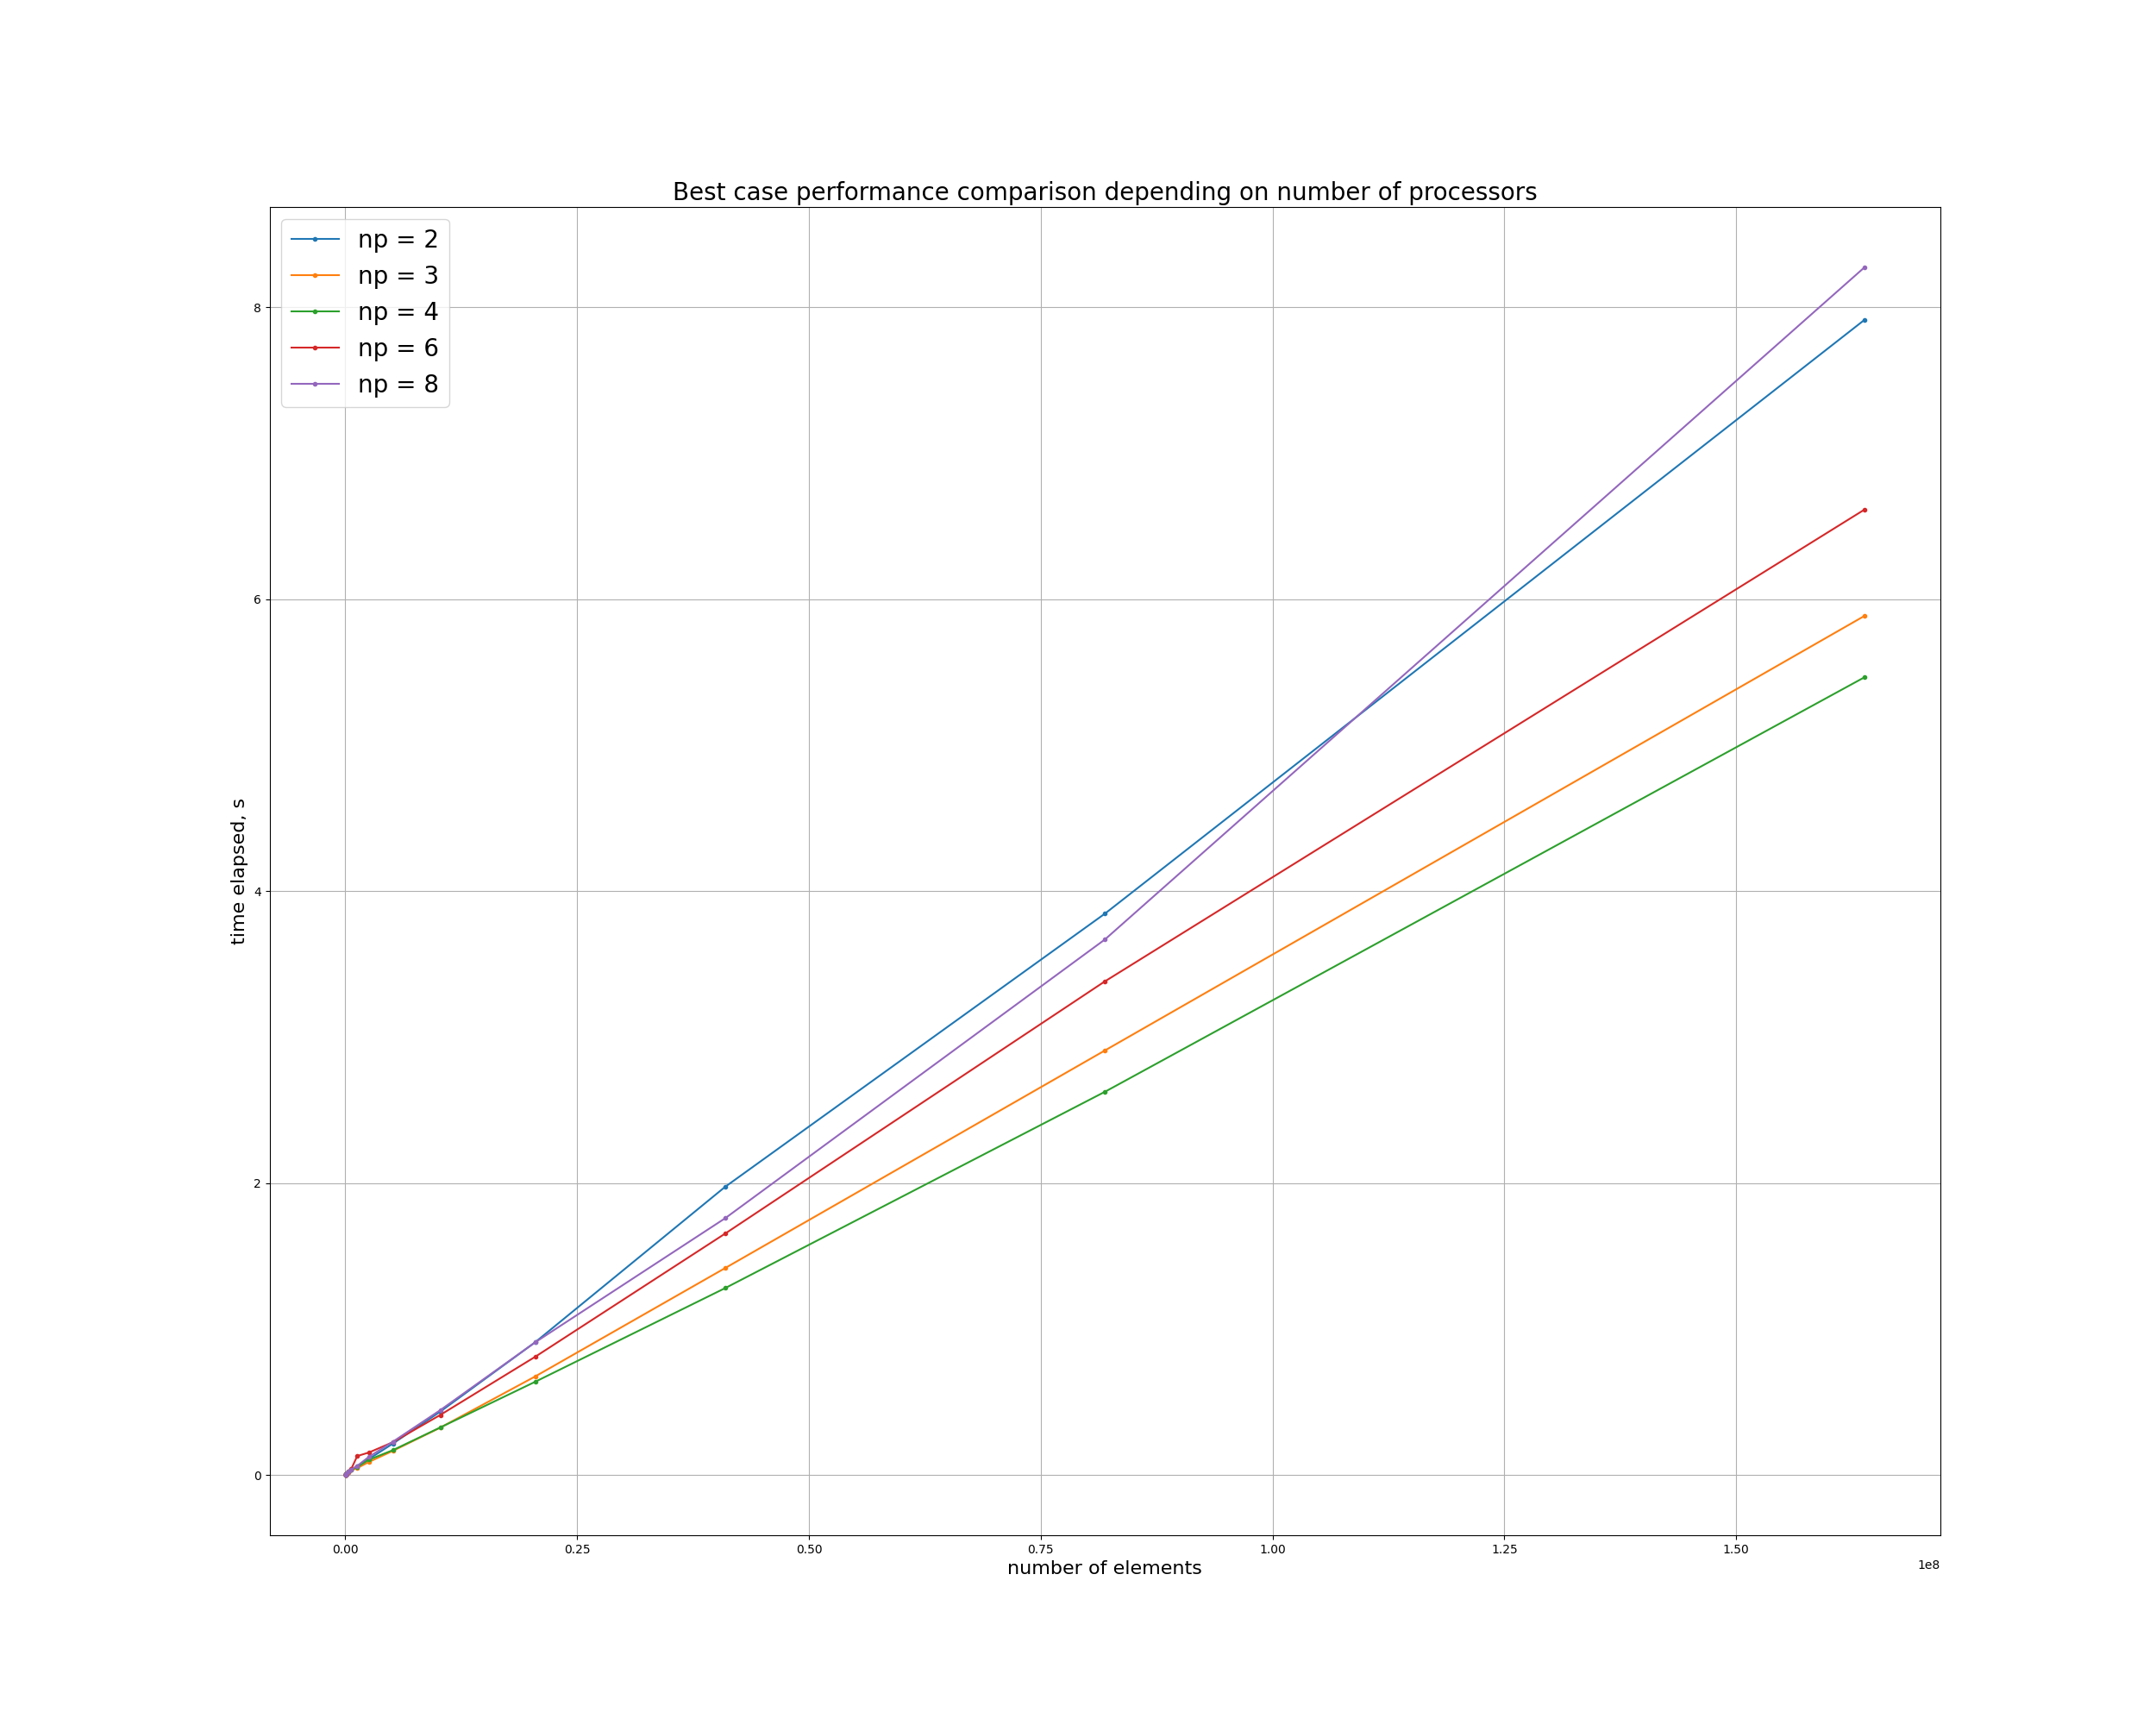 Best case performance comparison depending on number of processors
np = 2
np = 3
np = 4
np = 6
np = 8
8
6
4
2
0
time elapsed, s
0.00 0.25 0.50 0.75 1.00 1.25 1.50
1e8
number of elements